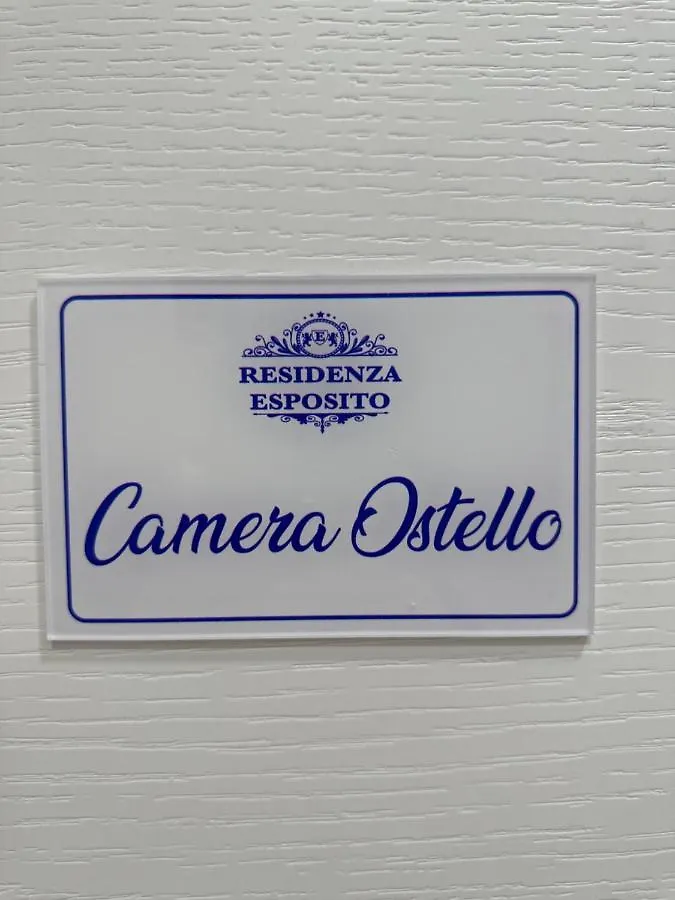 E
RESIDENZA
ESPOSITO
Camera Ostello